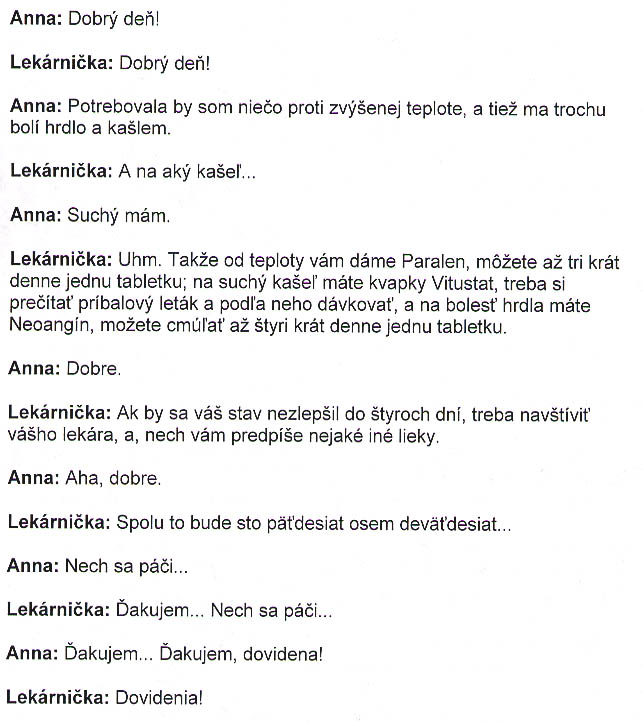 Anna: Dobrý deň!
Lekárnička: Dobrý deň!
Anna: Potrebovala by som niečo proti zvýšenej teplote, a tiež ma trochu
bolí hrdlo a kašlem.
Lekárnička: A na aký kašeľ...
Anna: Suchý mám.
Lekárnička: Uhm. Takže od teploty vám dáme Paralen, môžete až tri krát
denne jednu tabletku; na suchý kašeľ máte kvapky Vitustat, treba si
prečítať príbalový leták a podľa neho dávkovať, a na bolesť hrdla máte
Neoangín, možete cmúľať až štyri krát denne jednu tabletku.
Anna: Dobre.
Lekárnička: Ak by sa váš stav nezlepšil do štyroch dní, treba navštíviť
vášho lekára, a, nech vám predpíše nejaké iné lieky.
Anna: Aha, dobre.
Lekárnička: Spolu to bude sto päťdesiat osem deväťdesiat...
Anna: Nech sa páči...
Lekárnička: Ďakujem... Nech sa páči...
Anna: Ďakujem... Ďakujem, dovidena!
Lekárnička: Dovidenia!